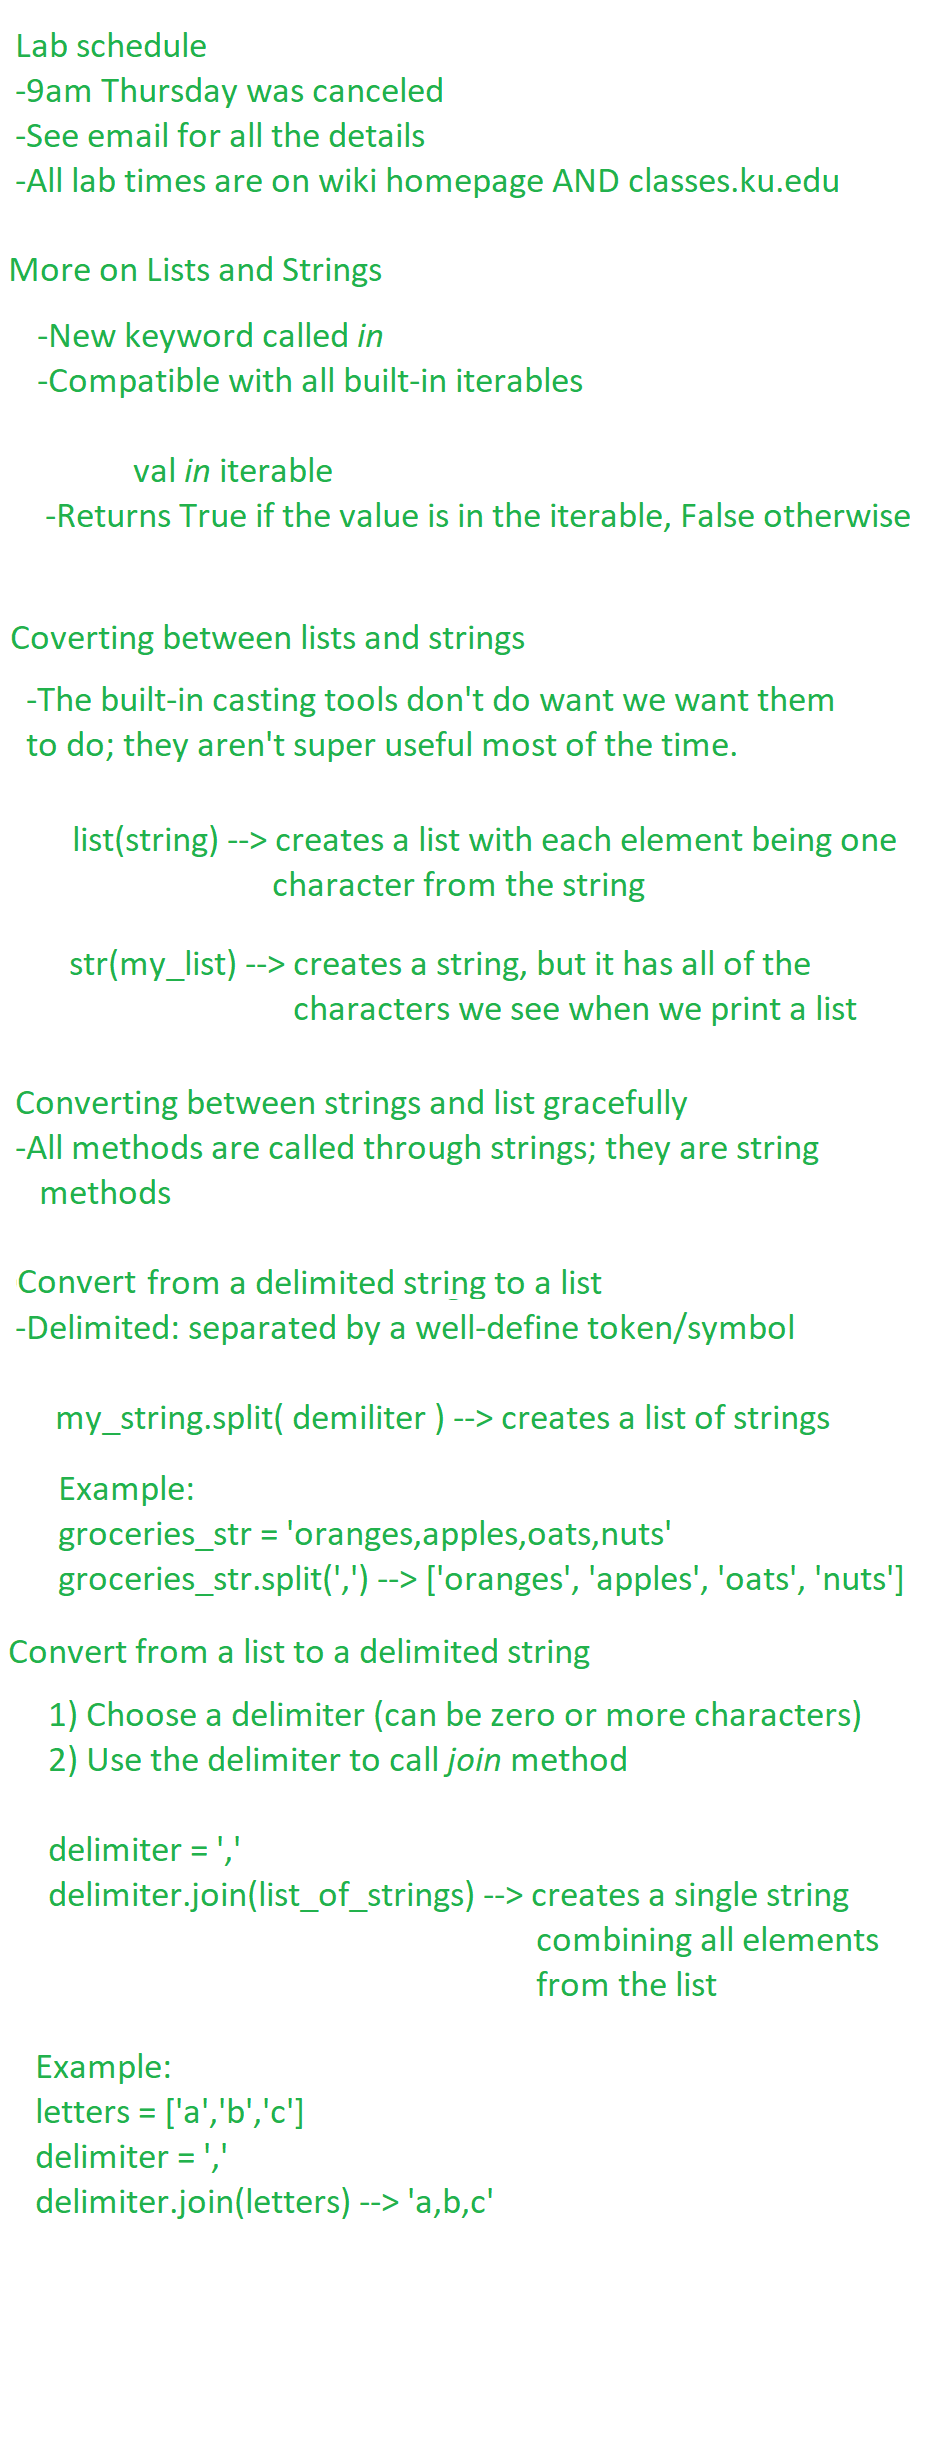 Lab schedule
-9am Thursday was canceled
-See email for all the details
-All lab times are on wiki homepage AND classes.ku.edu
More on Lists and Strings
-New keyword called in
-Compatible with all built-in iterables
val in iterable
-Returns True if the value is in the iterable, False otherwise
Coverting between lists and strings
-The built-in casting tools don't do want we want them
to do; they aren't super useful most of the time.
list(string) --> creates a list with each element being one
character from the string
str(my_list) --> creates a string, but it has all of the
characters we see when we print a list
Converting between strings and list gracefully
-All methods are called through strings; they are string
methods
Convert from a delimited string to a list
-Delimited: separated by a well-define token/symbol
my_string.split( demiliter ) --> creates a list of strings
Example:
groceries_str = 'oranges,apples,oats,nuts'
groceries_str.split(',') --> ['oranges', 'apples', 'oats', 'nuts']
Convert from a list to a delimited string
1) Choose a delimiter (can be zero or more characters)
2) Use the delimiter to call join method
delimiter = ','
delimiter.join(list_of_strings) --> creates a single string
combining all elements
from the list
Example:
letters = ['a','b','c']
delimiter = ','
delimiter.join(letters) --> 'a,b,c'